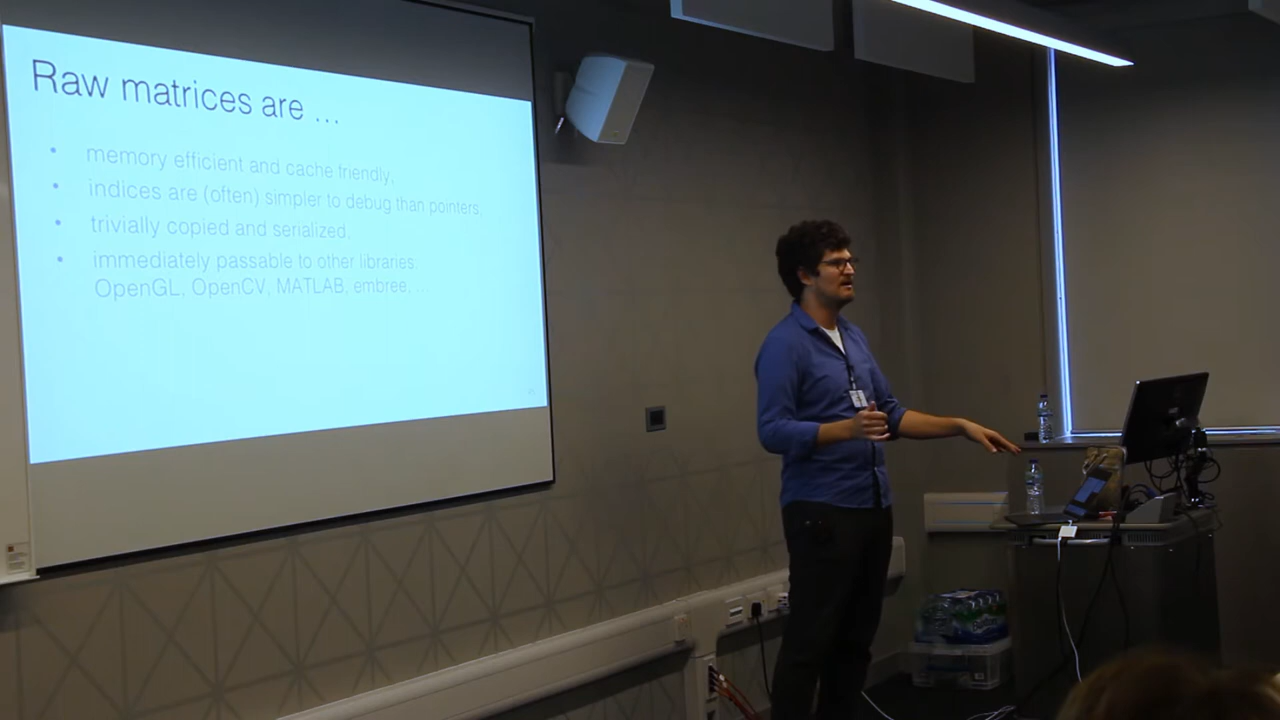 Raw matrices are ...
• memory efficient and cache friendly,
• indices are (often) simpler to debug than pointers,
• trivially copied and serialized,
• immediately passable to other libraries:
OpenGL, OpenCV, MATLAB, embree, ...